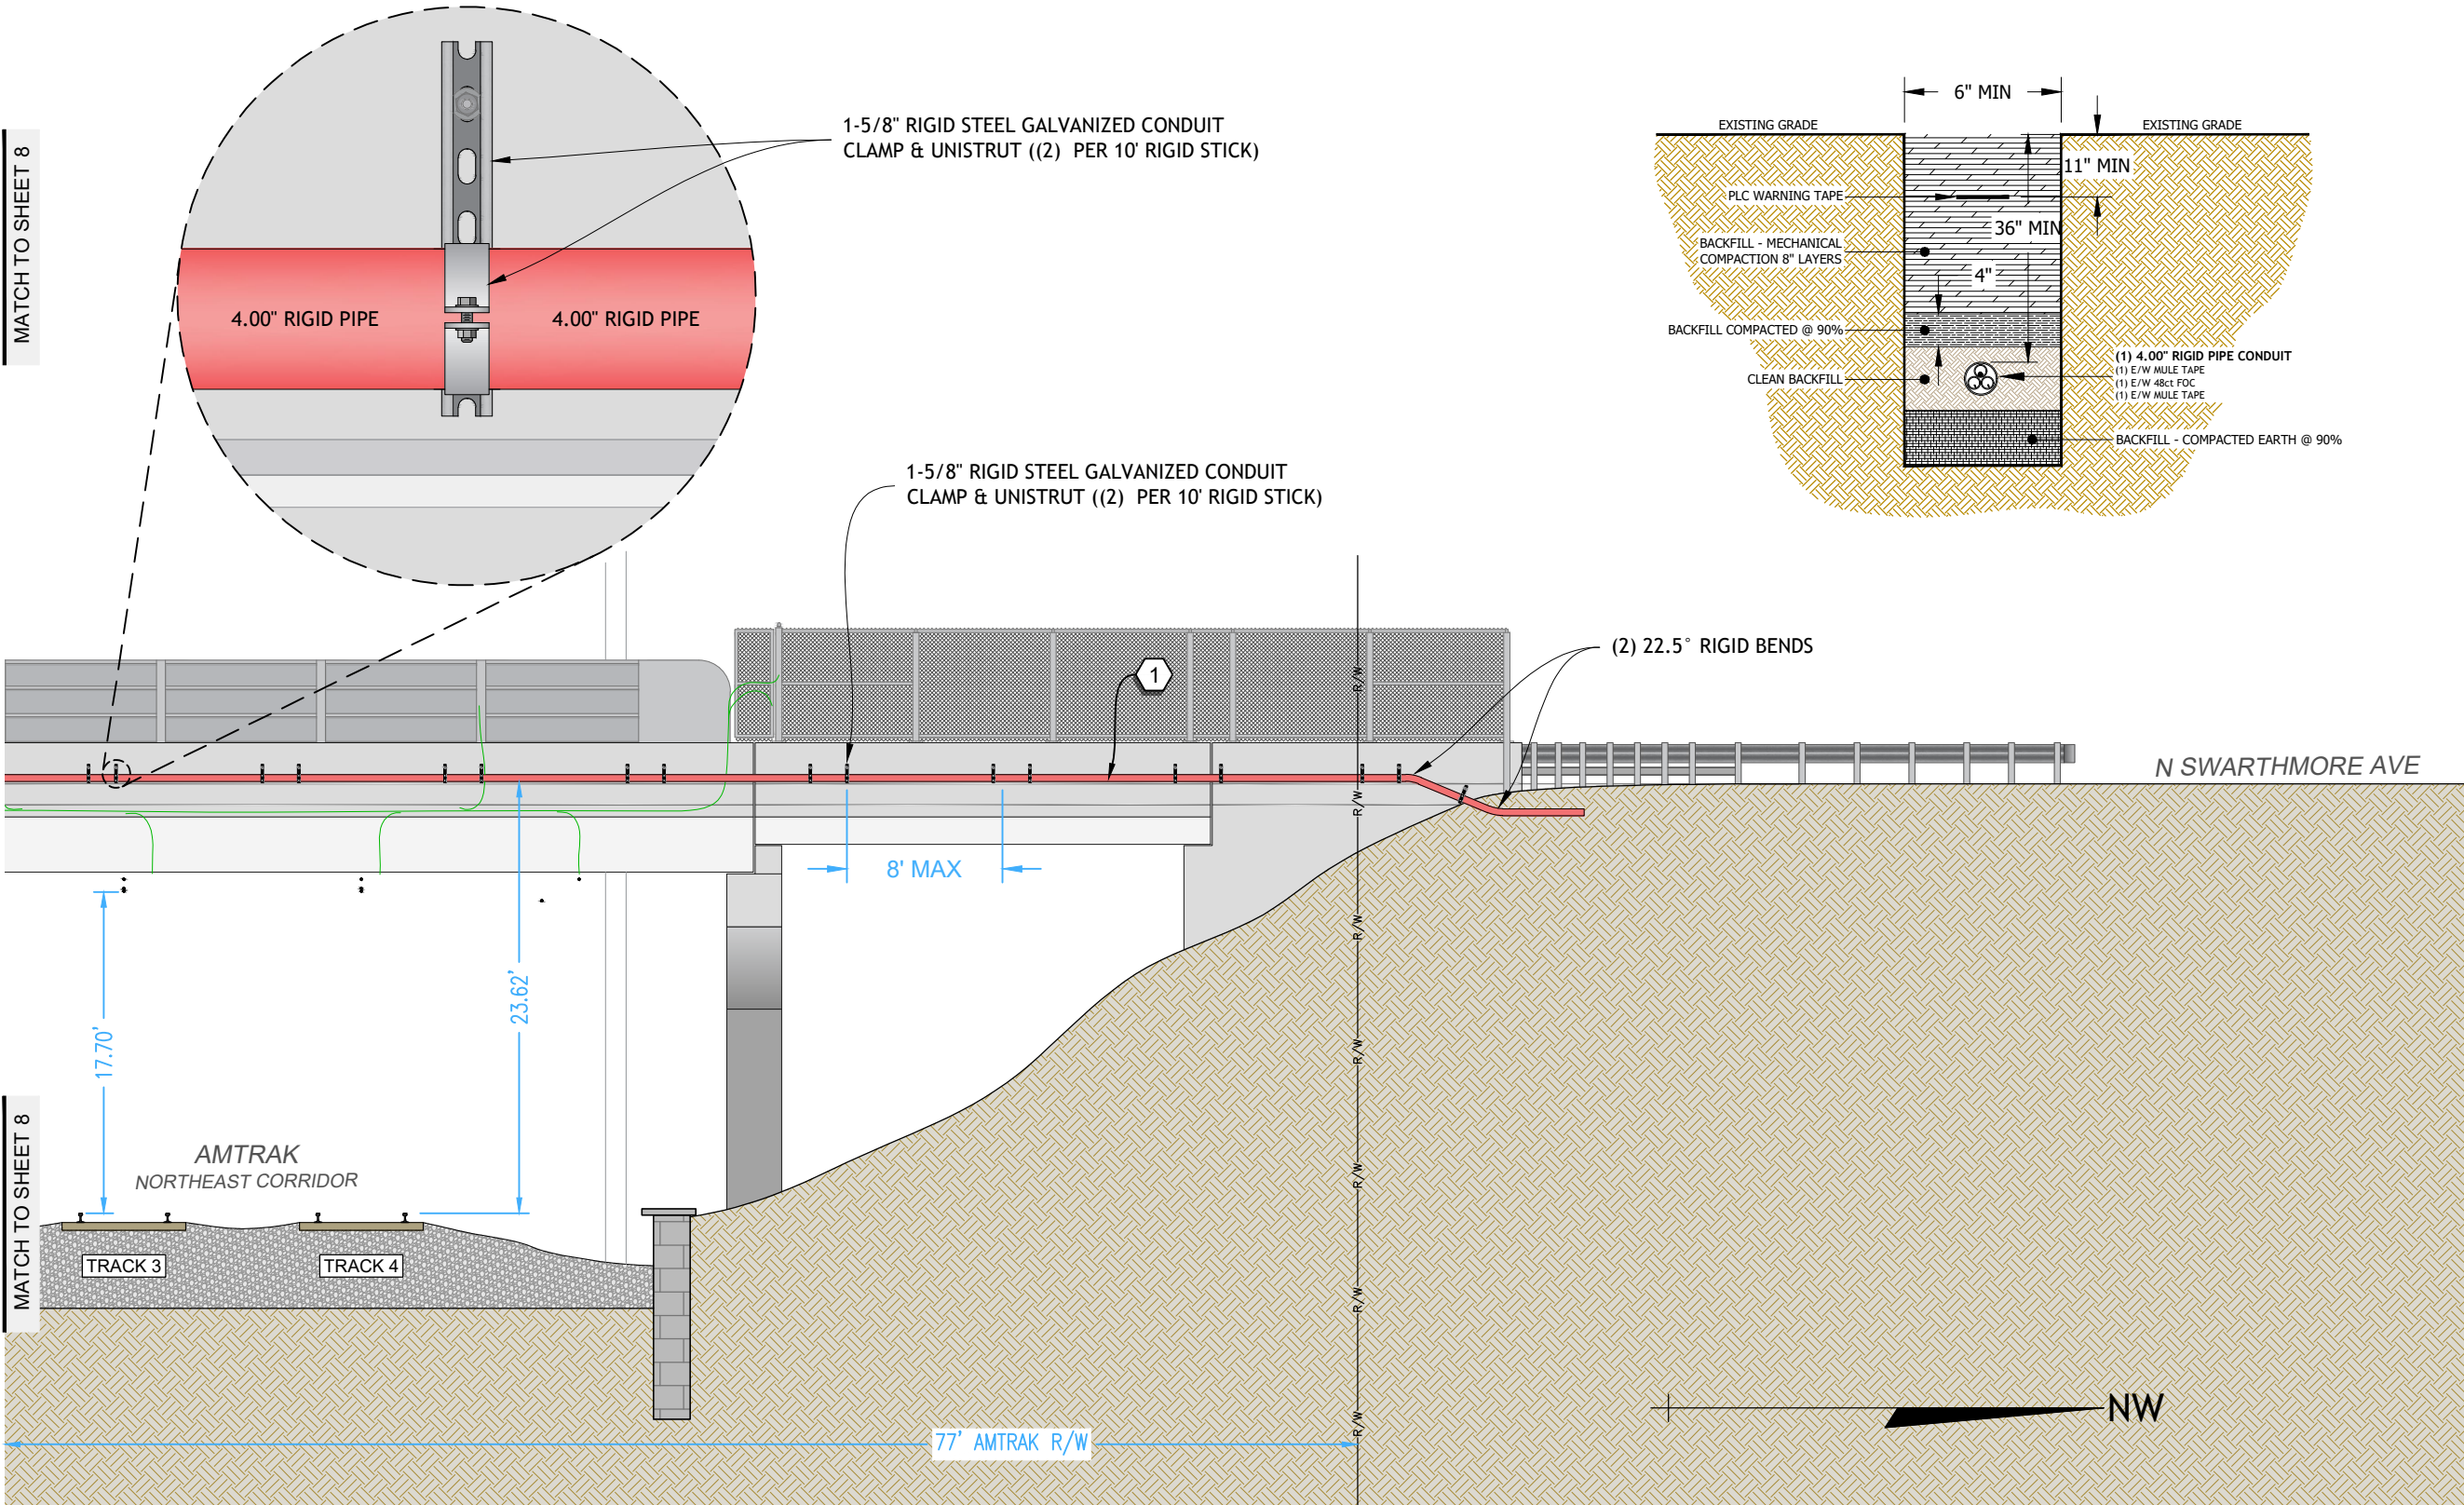 MATCH TO SHEET 8
1-5/8" RIGID STEEL GALVANIZED CONDUIT
CLAMP & UNISTRUT ((2) PER 10' RIGID STICK)
4.00" RIGID PIPE
4.00" RIGID PIPE
6" MIN
EXISTING GRADE
EXISTING GRADE
11" MIN
PLC WARNING TAPE
36" MIN
BACKFILL - MECHANICAL
COMPACTION 8" LAYERS
4"
BACKFILL COMPACTED @ 90%
CLEAN BACKFILL
(1) 4.00" RIGID PIPE CONDUIT
(1) E/W MULE TAPE
(1) E/W 48ct FOC
(1) E/W MULE TAPE
BACKFILL - COMPACTED EARTH @ 90%
1-5/8" RIGID STEEL GALVANIZED CONDUIT
CLAMP & UNISTRUT ((2) PER 10' RIGID STICK)
(2) 22.5° RIGID BENDS
1
R/W
N SWARTHMORE AVE
R/W
8' MAX
R/W
23.62'
17.70'
R/W
MATCH TO SHEET 8
AMTRAK
NORTHEAST CORRIDOR
R/W
TRACK 3
TRACK 4
R/W
NW
R/W
77' AMTRAK R/W